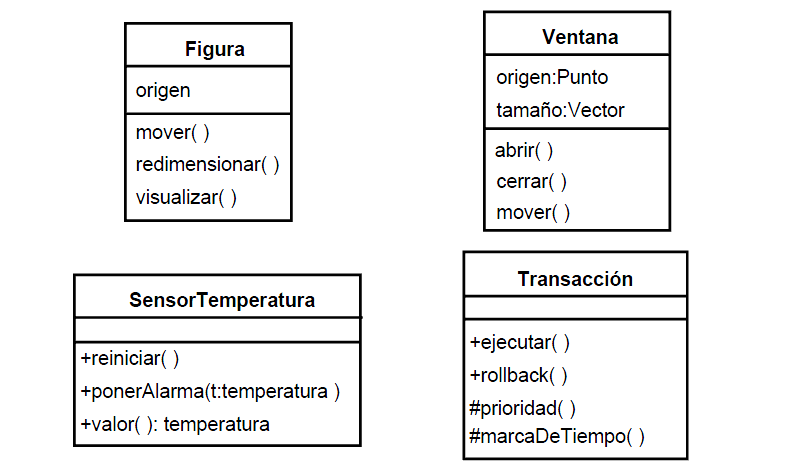 Figura
origen
mover( )
redimensionar( )
visualizar( )
Ventana
origen:Punto
tamaño:Vector
abrir( )
cerrar( )
mover( )
SensorTemperatura
+reiniciar( )
+ponerAlarma(t:temperatura )
+valor( ): temperatura
Transacción
+ejecutar( )
+rollback( )
#prioridad( )
#marcaDeTiempo( )